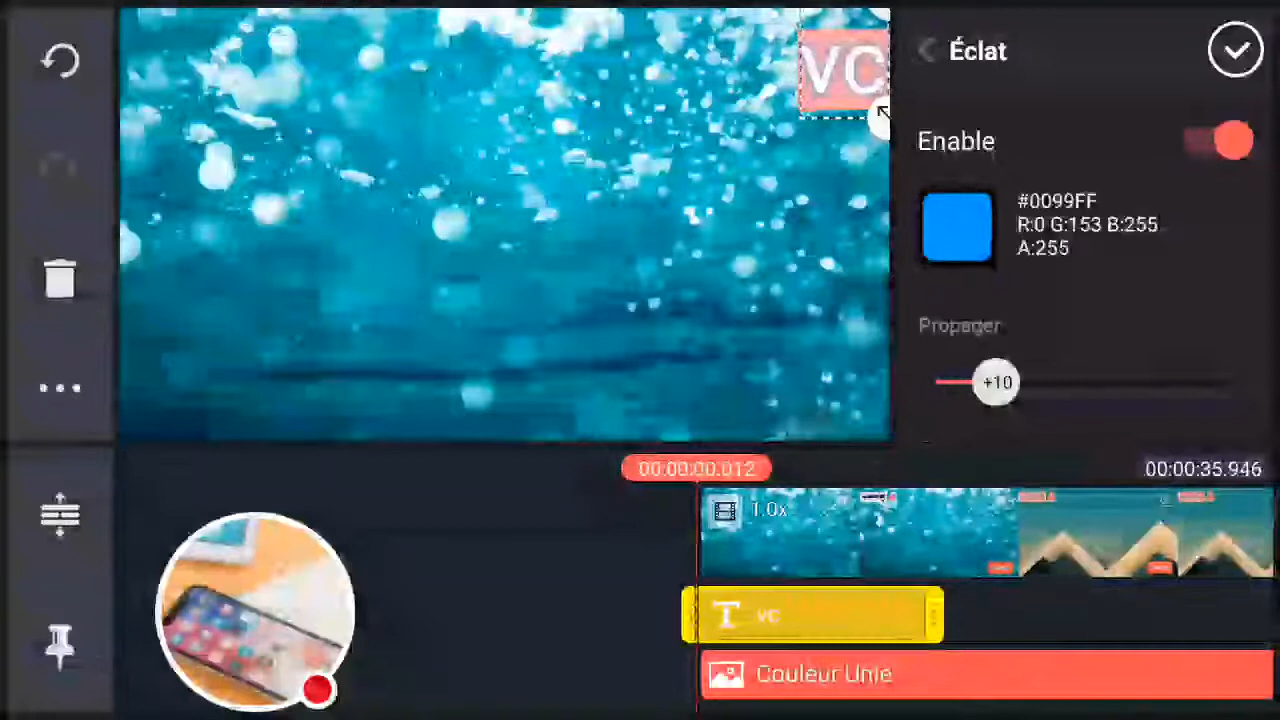 VC
Éclat
Enable
#0099FF
R:0 G:153 B:255
A:255
Propager
+10
00:00:00.012
00:00:35.946
1.0x
VC
Couleur Unie